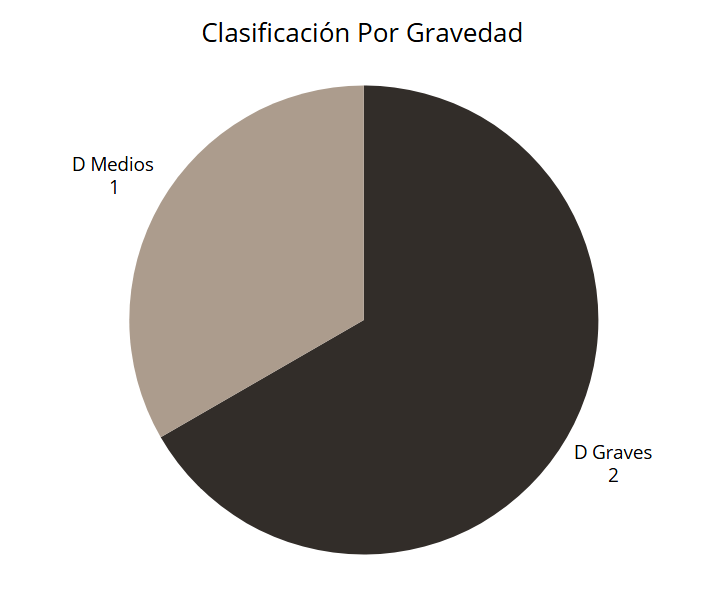 Clasificación Por Gravedad
D Medios
1
D Graves
2